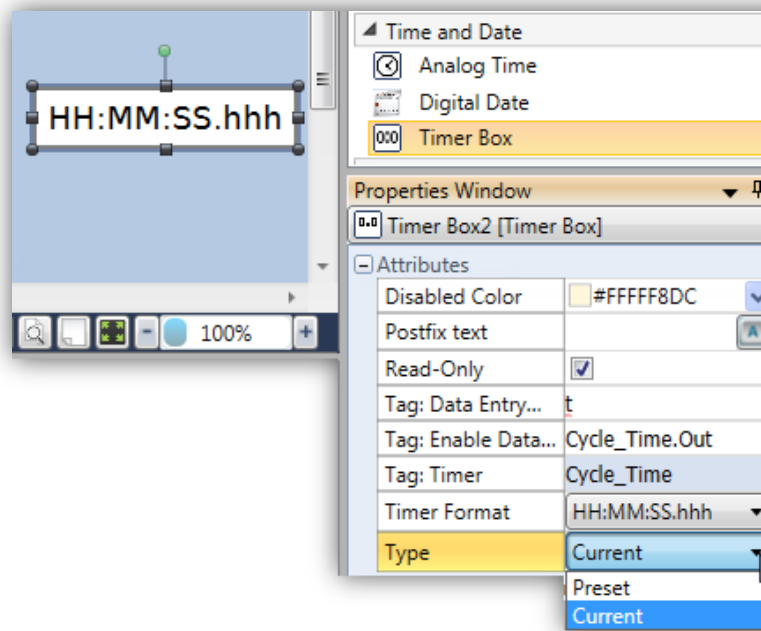 HH:MM:SS.hhh
100%
Time and Date
Analog Time
Digital Date
Timer Box
Properties Window
Timer Box2 [Timer Box]
Attributes
Disabled Color #FFFFF8DC
Postfix text
Read-Only
Tag: Data Entry... t
Tag: Enable Data... Cycle_Time.Out
Tag: Timer Cycle_Time
Timer Format HH:MM:SS.hhh
Type Current
Preset
Current